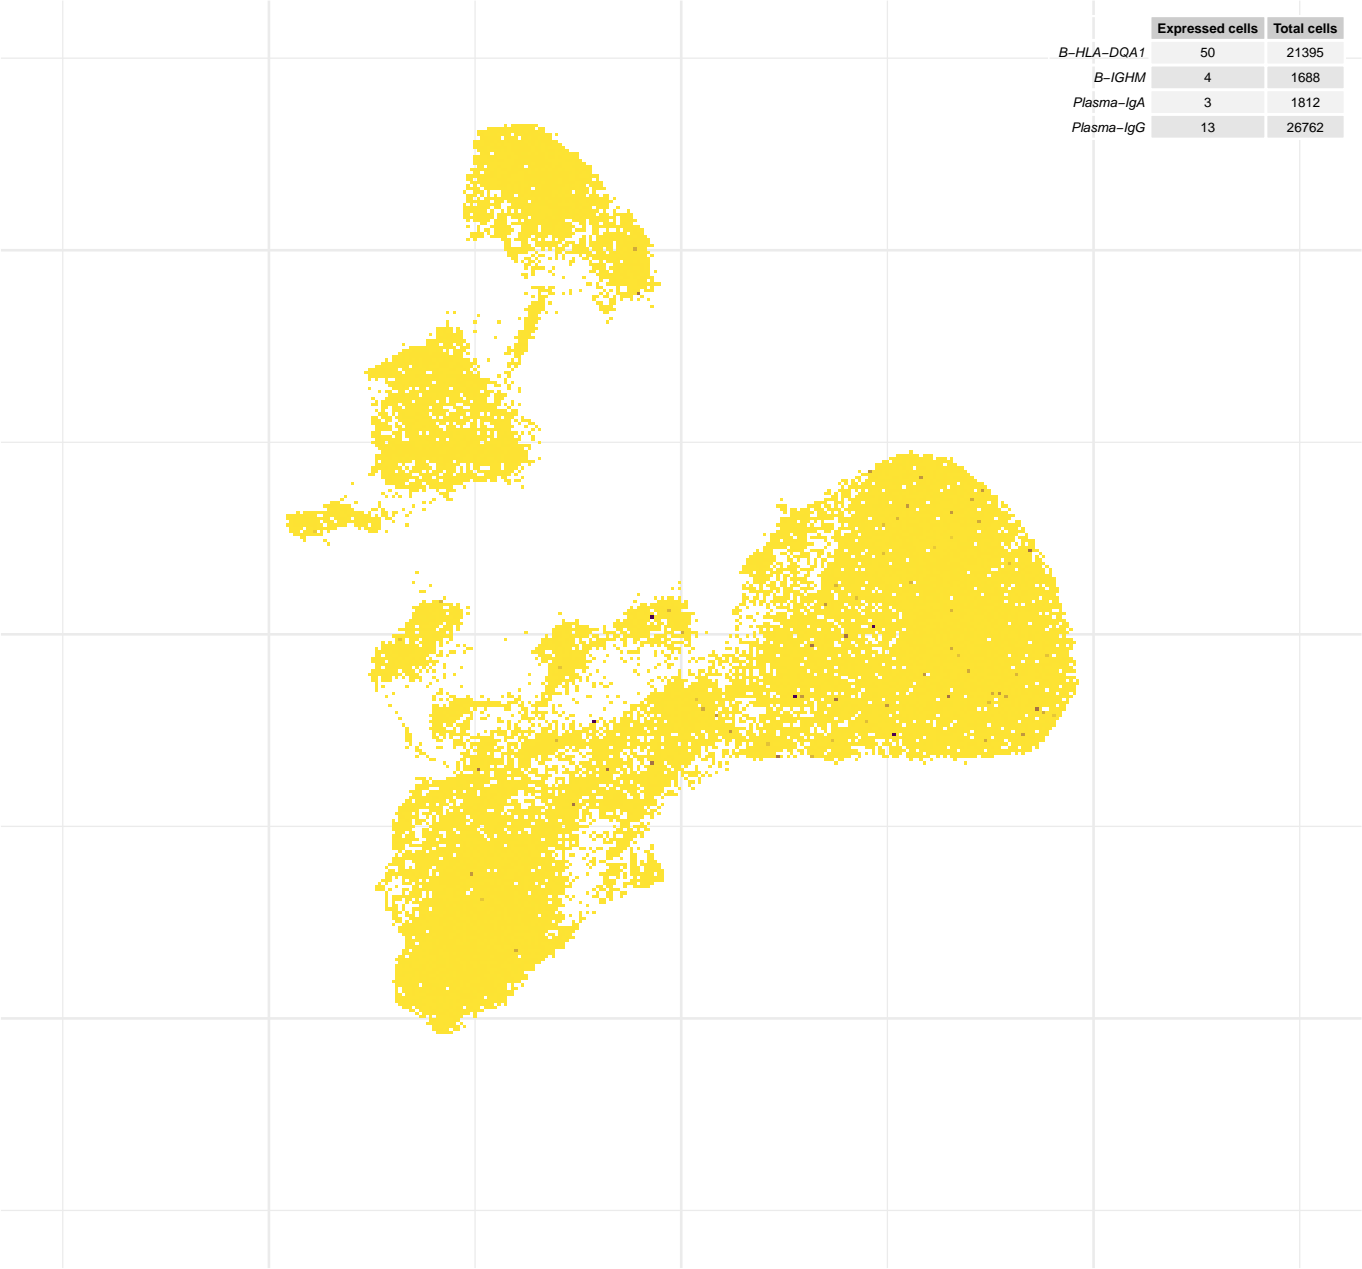 Expressed cells Total cells
B−HLA−DQA1 50 21395
B−IGHM 4 1688
Plasma−IgA 3 1812
Plasma−IgG 13 26762